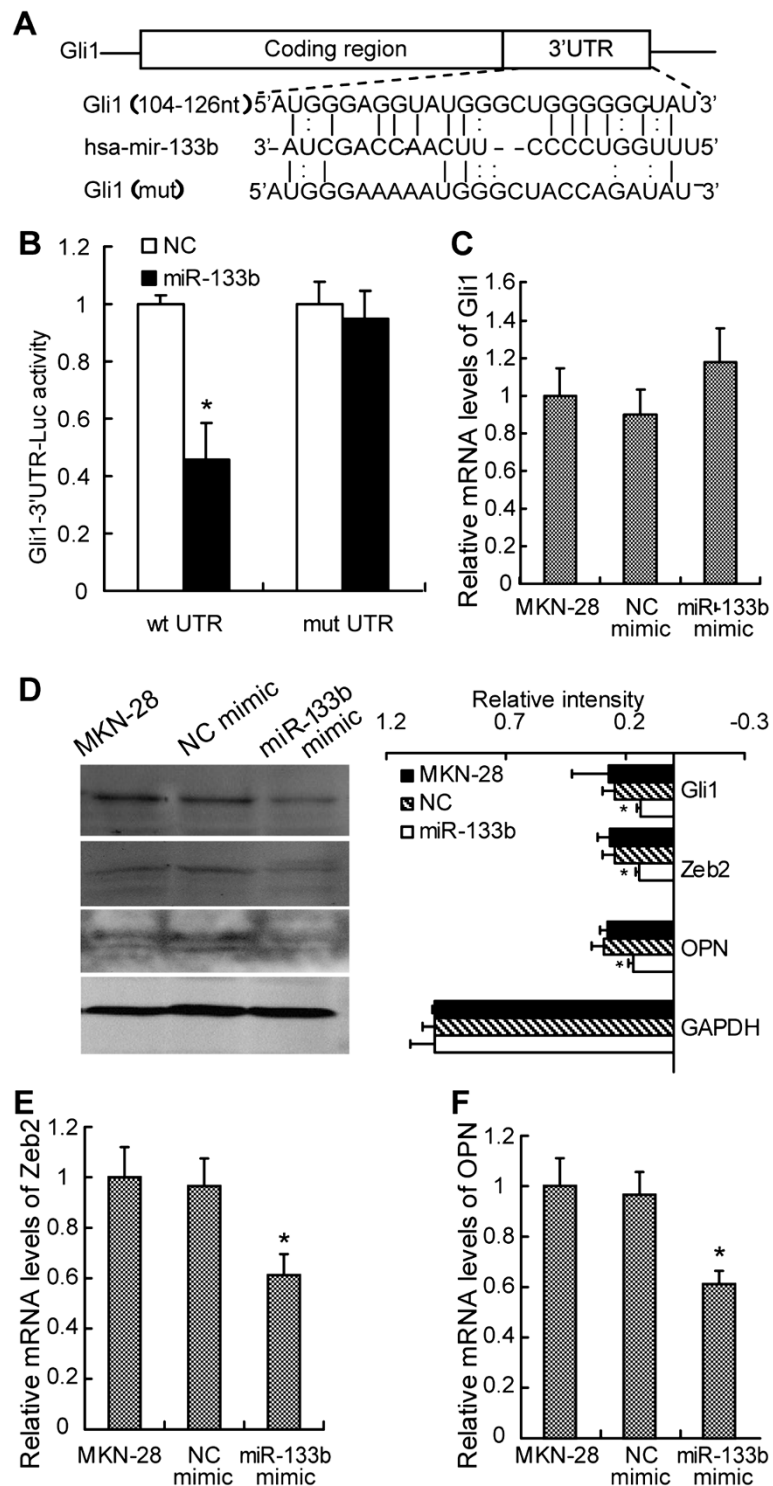 A
Gli1 Coding region 3'UTR
Gli1 (104-126nt) 5'AUGGGAGGUAUGGGCUGGGGGGCUAU3'
hsa-mir-133b 3-AUCGACCAACUU--CCCCUGGUUU5'
Gli1 (mut) 5'AUGGGAAAAAUGGGCUACCAGAUAU-3'
B
NC
miR-133b
Gli1-3'UTR-Luc activity
1.2
1
0.8
0.6
0.4
0.2
0
*
wt UTR mut UTR
C
Relative mRNA levels of Gli1
1.6
1.4
1.2
1
0.8
0.6
0.4
0.2
0
MKN-28 NC mimic miR-133b mimic
D
MKN-28 NC mimic miR-133b mimic
Relative intensity
1.2 0.7 0.2 -0.3
MKN-28
NC
miR-133b
* Gli1
* Zeb2
* OPN
GAPDH
E
Relative mRNA levels of Zeb2
1.2
1
0.8
0.6
0.4
0.2
0
*
MKN-28 NC mimic miR-133b mimic
F
Relative mRNA levels of OPN
1.2
1
0.8
0.6
0.4
0.2
0
*
MKN-28 NC mimic miR-133b mimic